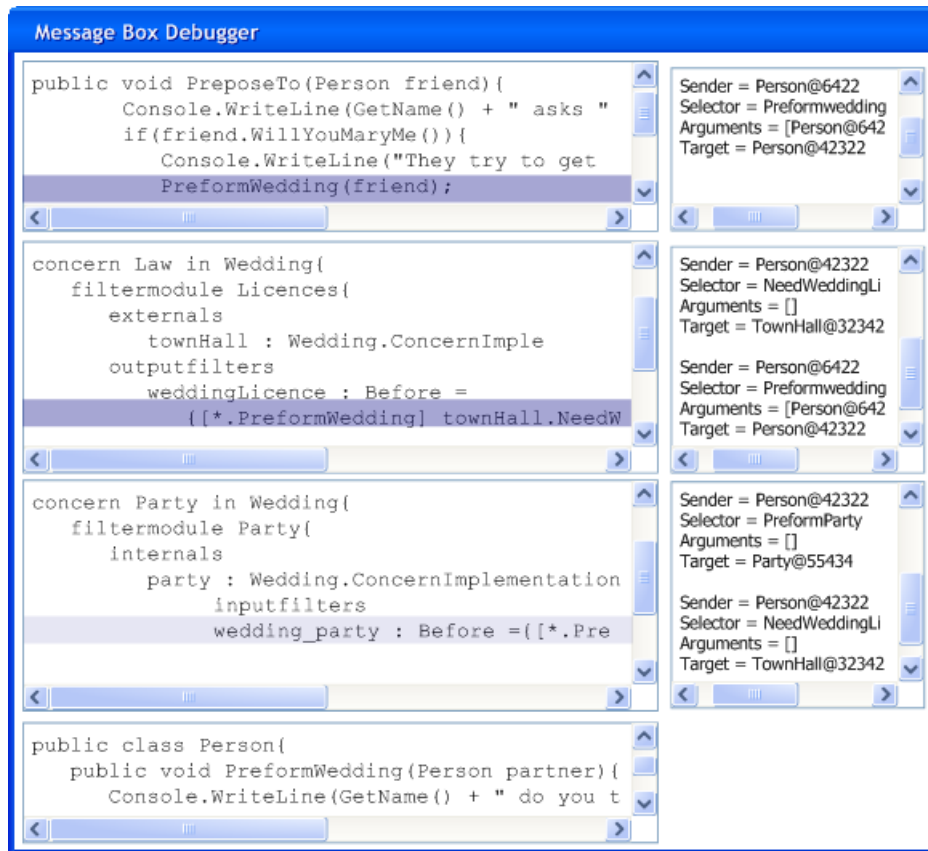 Message Box Debugger
public void PreposeTo(Person friend){
Console.WriteLine(GetName() + " asks "
if(friend.WillYouMaryMe()){
Console.WriteLine("They try to get
PreformWedding(friend);
Sender = Person@6422
Selector = Preformwedding
Arguments = [Person@642
Target = Person@42322
concern Law in Wedding{
filtermodule Licences{
externals
townHall : Wedding.ConcernImple
outputfilters
weddingLicence : Before =
{[*.PreformWedding] townHall.NeedW
Sender = Person@42322
Selector = NeedWeddingLi
Arguments = []
Target = TownHall@32342
Sender = Person@6422
Selector = Preformwedding
Arguments = [Person@642
Target = Person@42322
concern Party in Wedding{
filtermodule Party{
internals
party : Wedding.ConcernImplementation
inputfilters
wedding_party : Before ={[*.Pre
Sender = Person@42322
Selector = PreformParty
Arguments = []
Target = Party@55434
Sender = Person@42322
Selector = NeedWeddingLi
Arguments = []
Target = TownHall@32342
public class Person{
public void PreformWedding(Person partner){
Console.WriteLine(GetName() + " do you t